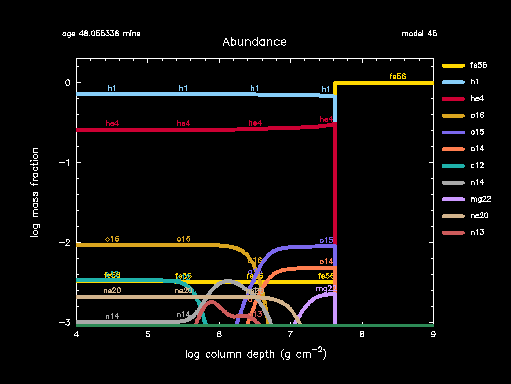 age 48.056338 mins
model 45
Abundance
fe56
h1
h1
h1
h1
he4
he4
he4
he4
o16
o16
o16
o15
o14
fe56
fe56
fe56
ne20
ne20
n14
n14
n13
fe56
h1
he4
o16
o15
o14
c12
n14
mg22
ne20
n13
0
−1
−2
−3
4
5
6
7
8
9
log mass fraction
log column depth (g cm⁻²)